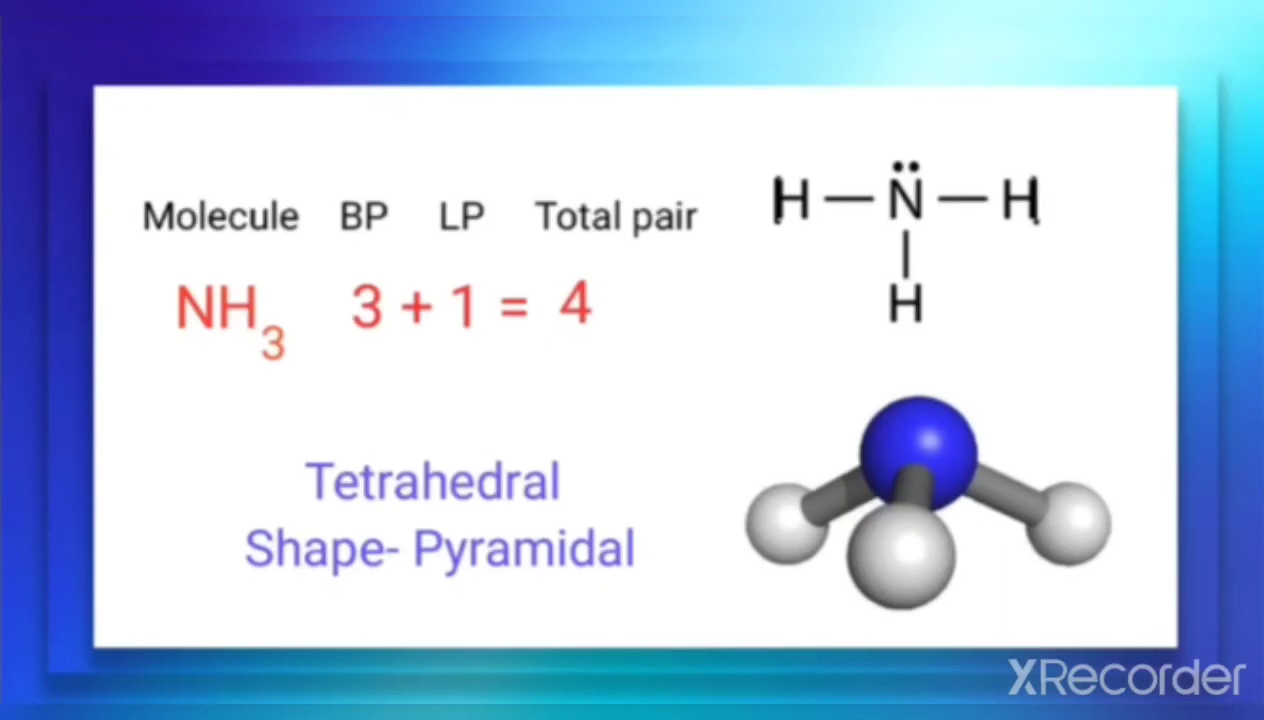 Molecule BP LP Total pair
NH3 3 + 1 = 4
Tetrahedral
Shape- Pyramidal
H — N̈ — H
|
H
XRecorder